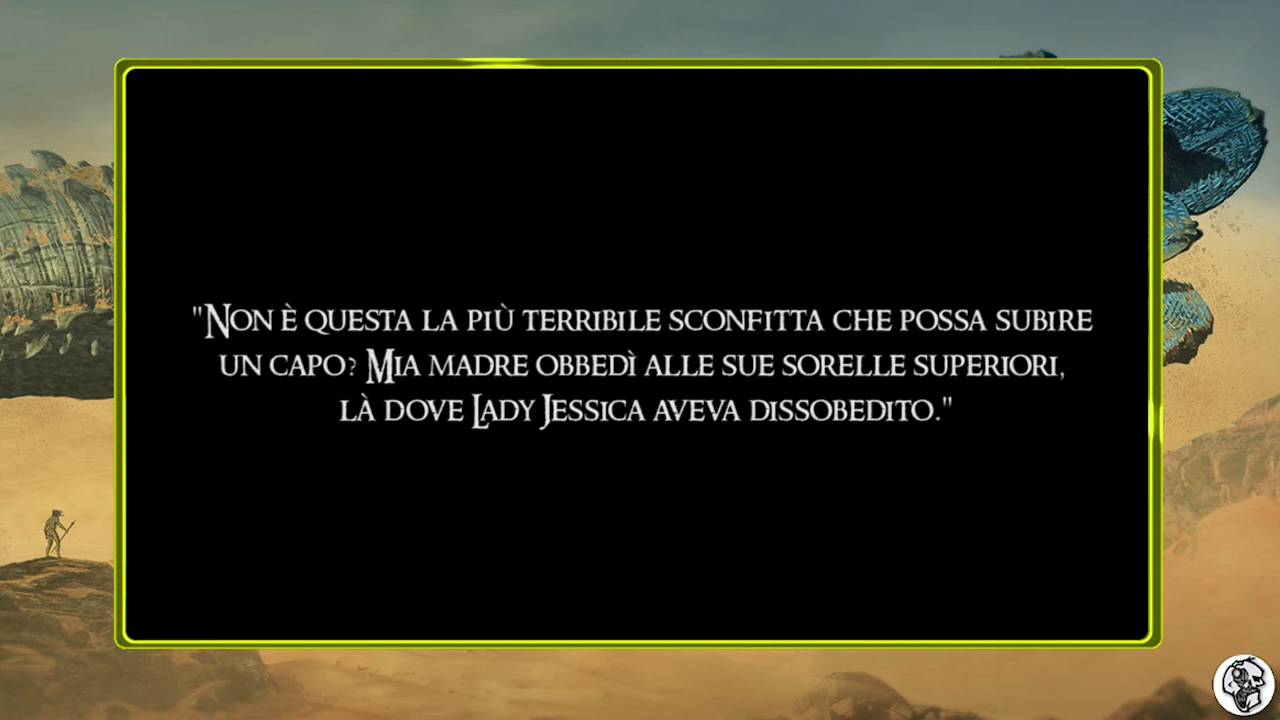 "Non è questa la più terribile sconfitta che possa subire
un capo? Mia madre obbedì alle sue sorelle superiori,
là dove Lady Jessica aveva dissobedito."